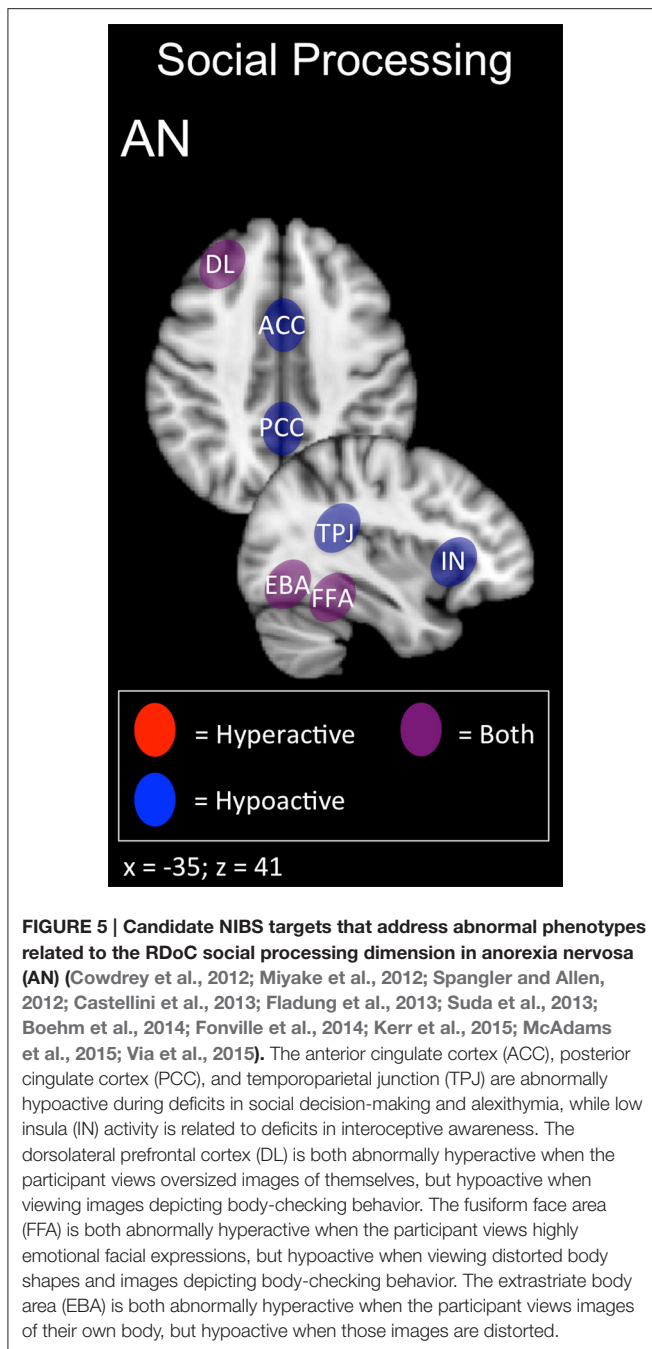 Social Processing
AN
DL
ACC
PCC
TPJ
IN
EBA
FFA
= Hyperactive
= Both
= Hypoactive
x = -35; z = 41
FIGURE 5 | Candidate NIBS targets that address abnormal phenotypes
related to the RDoC social processing dimension in anorexia nervosa
(AN) (Cowdrey et al., 2012; Miyake et al., 2012; Spangler and Allen,
2012; Castellini et al., 2013; Fladung et al., 2013; Suda et al., 2013;
Boehm et al., 2014; Fonville et al., 2014; Kerr et al., 2015; McAdams
et al., 2015; Via et al., 2015). The anterior cingulate cortex (ACC), posterior
cingulate cortex (PCC), and temporoparietal junction (TPJ) are abnormally
hypoactive during deficits in social decision-making and alexithymia, while low
insula (IN) activity is related to deficits in interoceptive awareness. The
dorsolateral prefrontal cortex (DL) is both abnormally hyperactive when the
participant views oversized images of themselves, but hypoactive when
viewing images depicting body-checking behavior. The fusiform face area
(FFA) is both abnormally hyperactive when the participant views highly
emotional facial expressions, but hypoactive when viewing distorted body
shapes and images depicting body-checking behavior. The extrastriate body
area (EBA) is both abnormally hyperactive when the participant views images
of their own body, but hypoactive when those images are distorted.